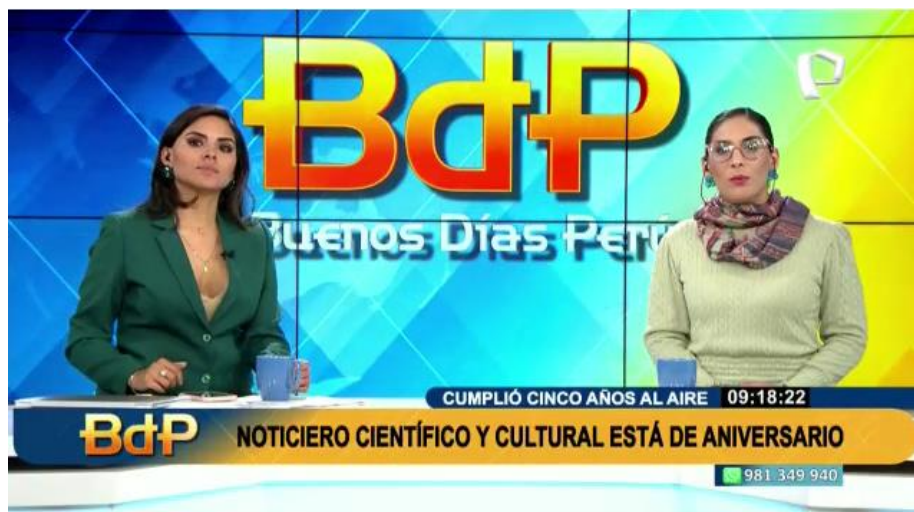 BdP
Buenos Días Perú
CUMPLIÓ CINCO AÑOS AL AIRE 09:18:22
BdP NOTICIERO CIENTÍFICO Y CULTURAL ESTÁ DE ANIVERSARIO
981 349 940